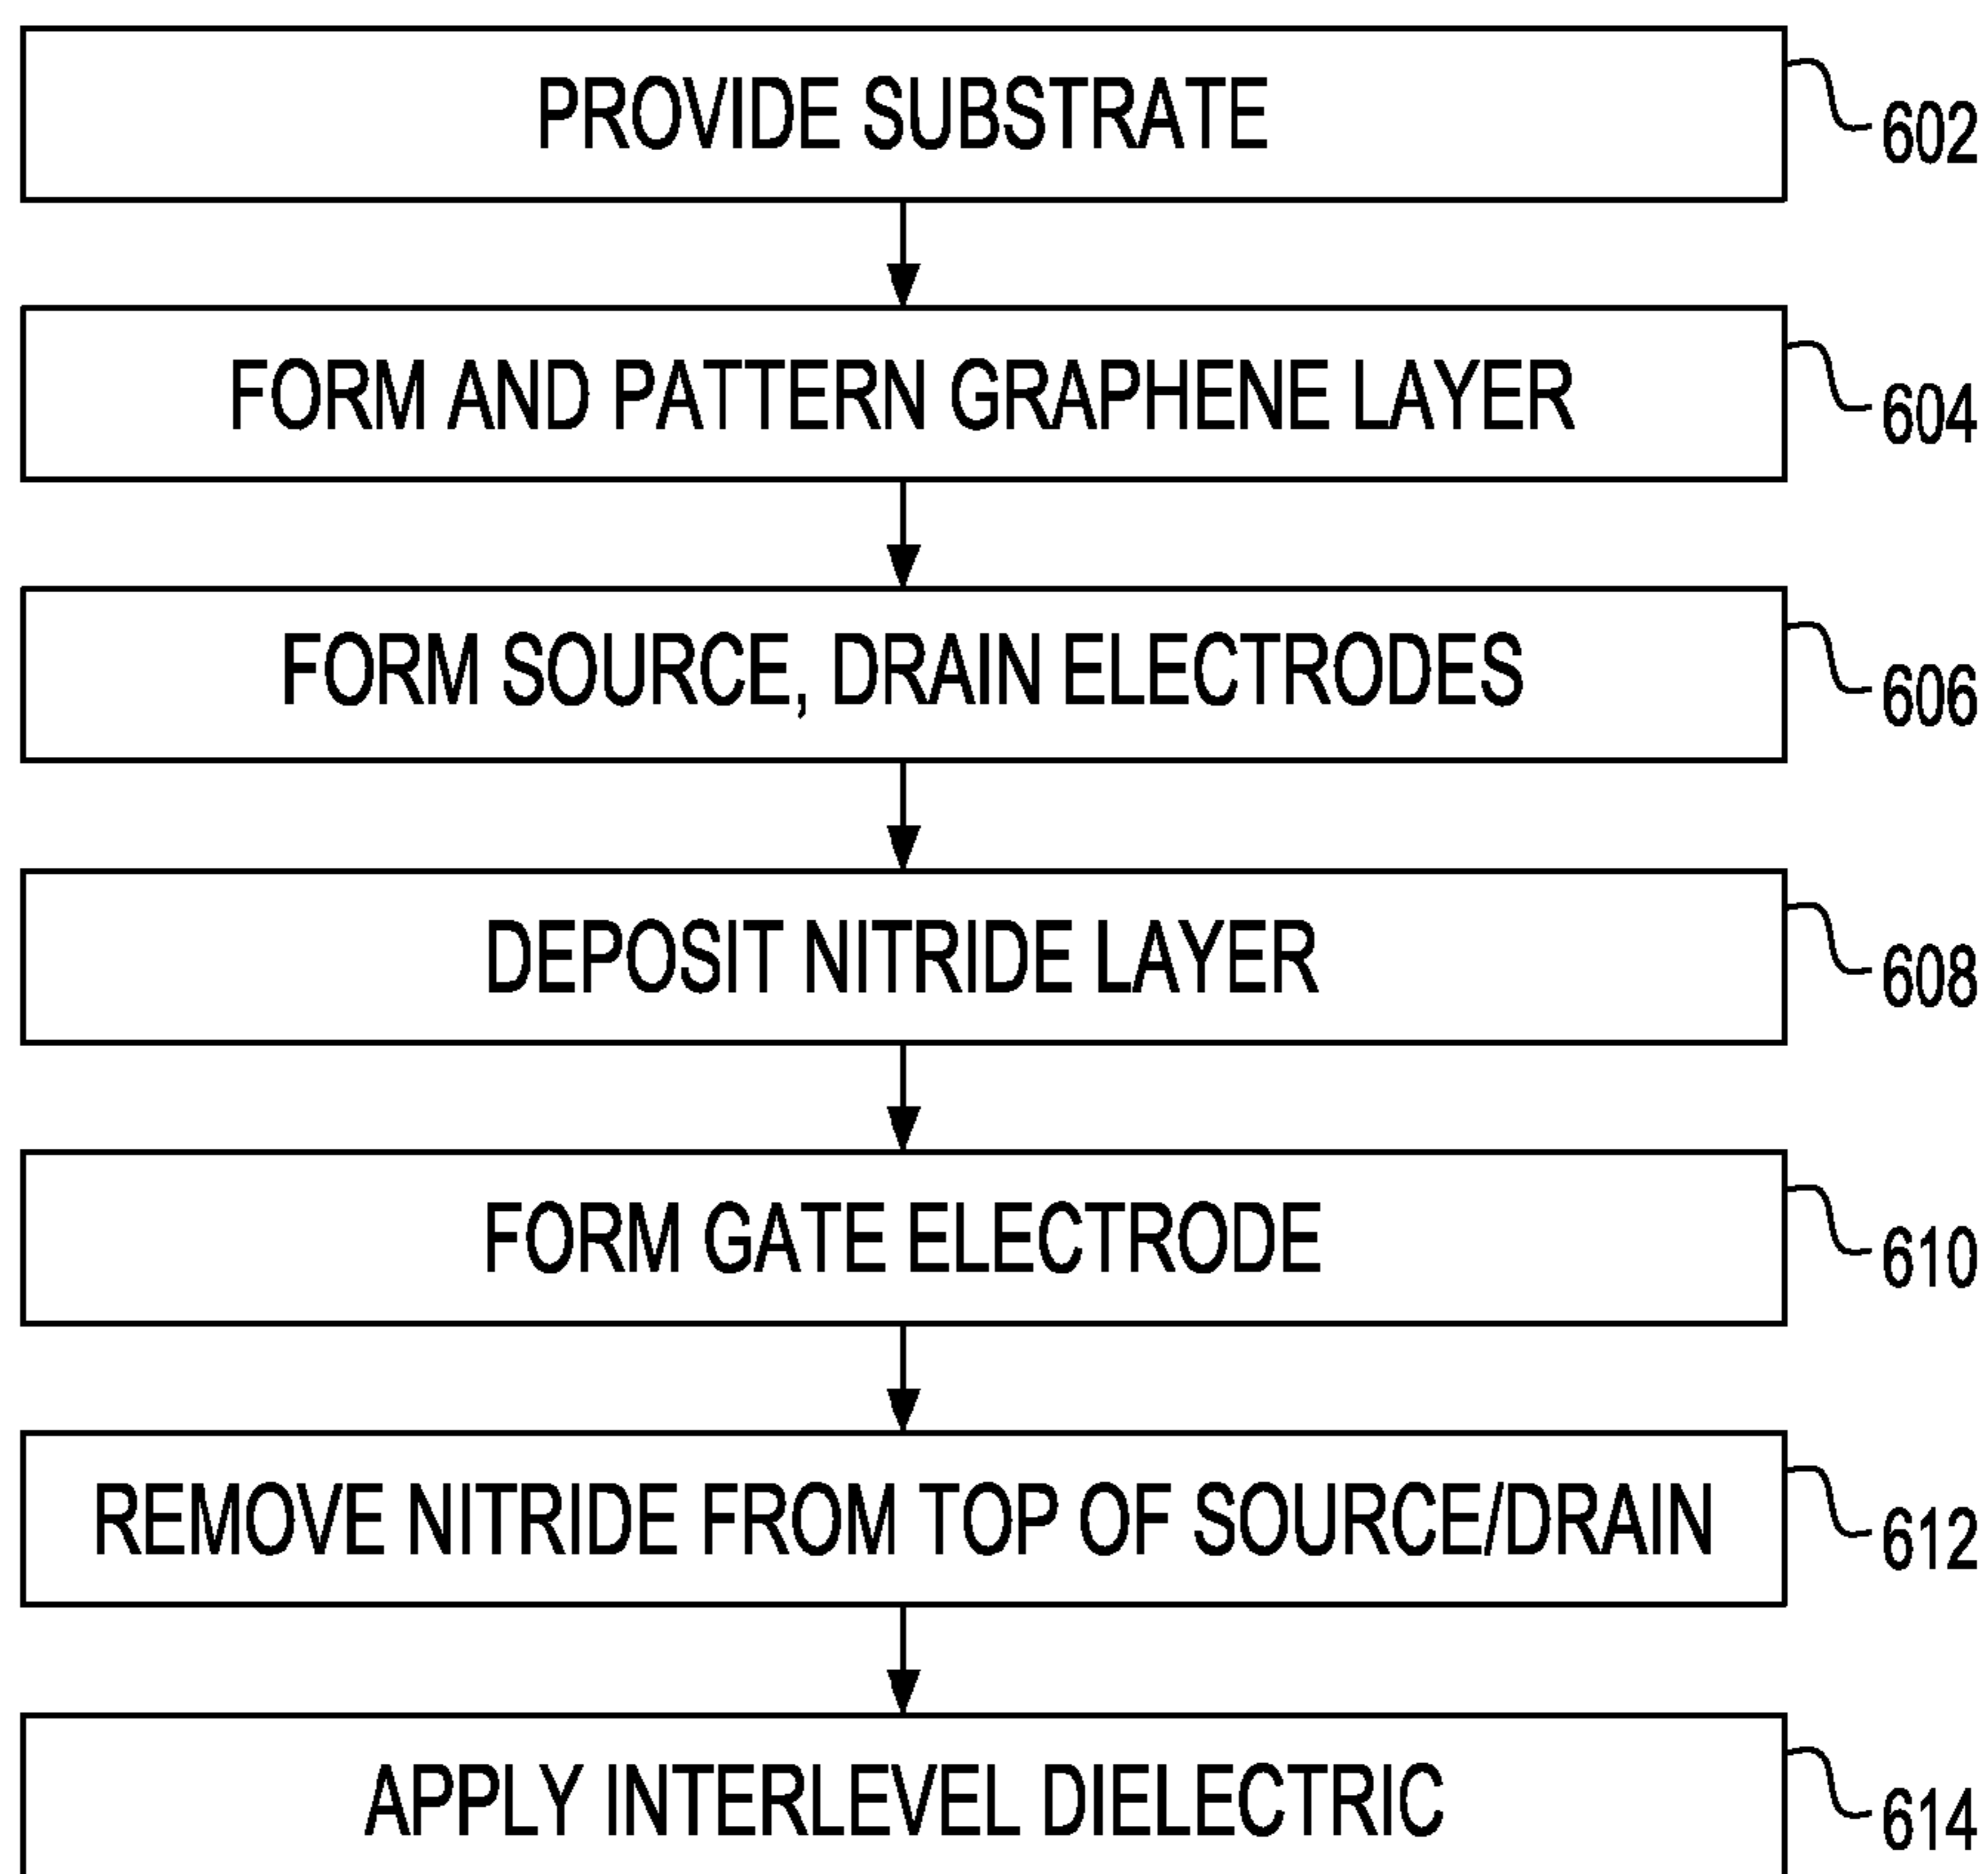 PROVIDE SUBSTRATE
602
FORM AND PATTERN GRAPHENE LAYER
604
FORM SOURCE, DRAIN ELECTRODES
606
DEPOSIT NITRIDE LAYER
608
FORM GATE ELECTRODE
610
REMOVE NITRIDE FROM TOP OF SOURCE/DRAIN
612
APPLY INTERLEVEL DIELECTRIC
614